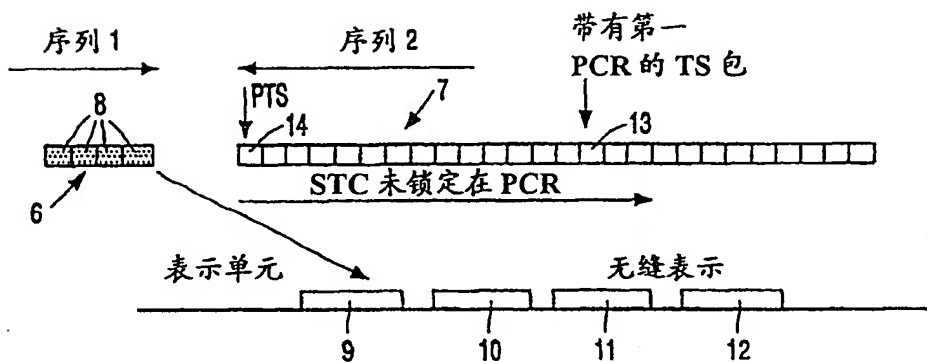 序列 1
序列 2
带有第一
PCR 的 TS 包
8
PTS
14
7
13
6
STC 未锁定在 PCR
表示单元
无缝表示
9
10
11
12